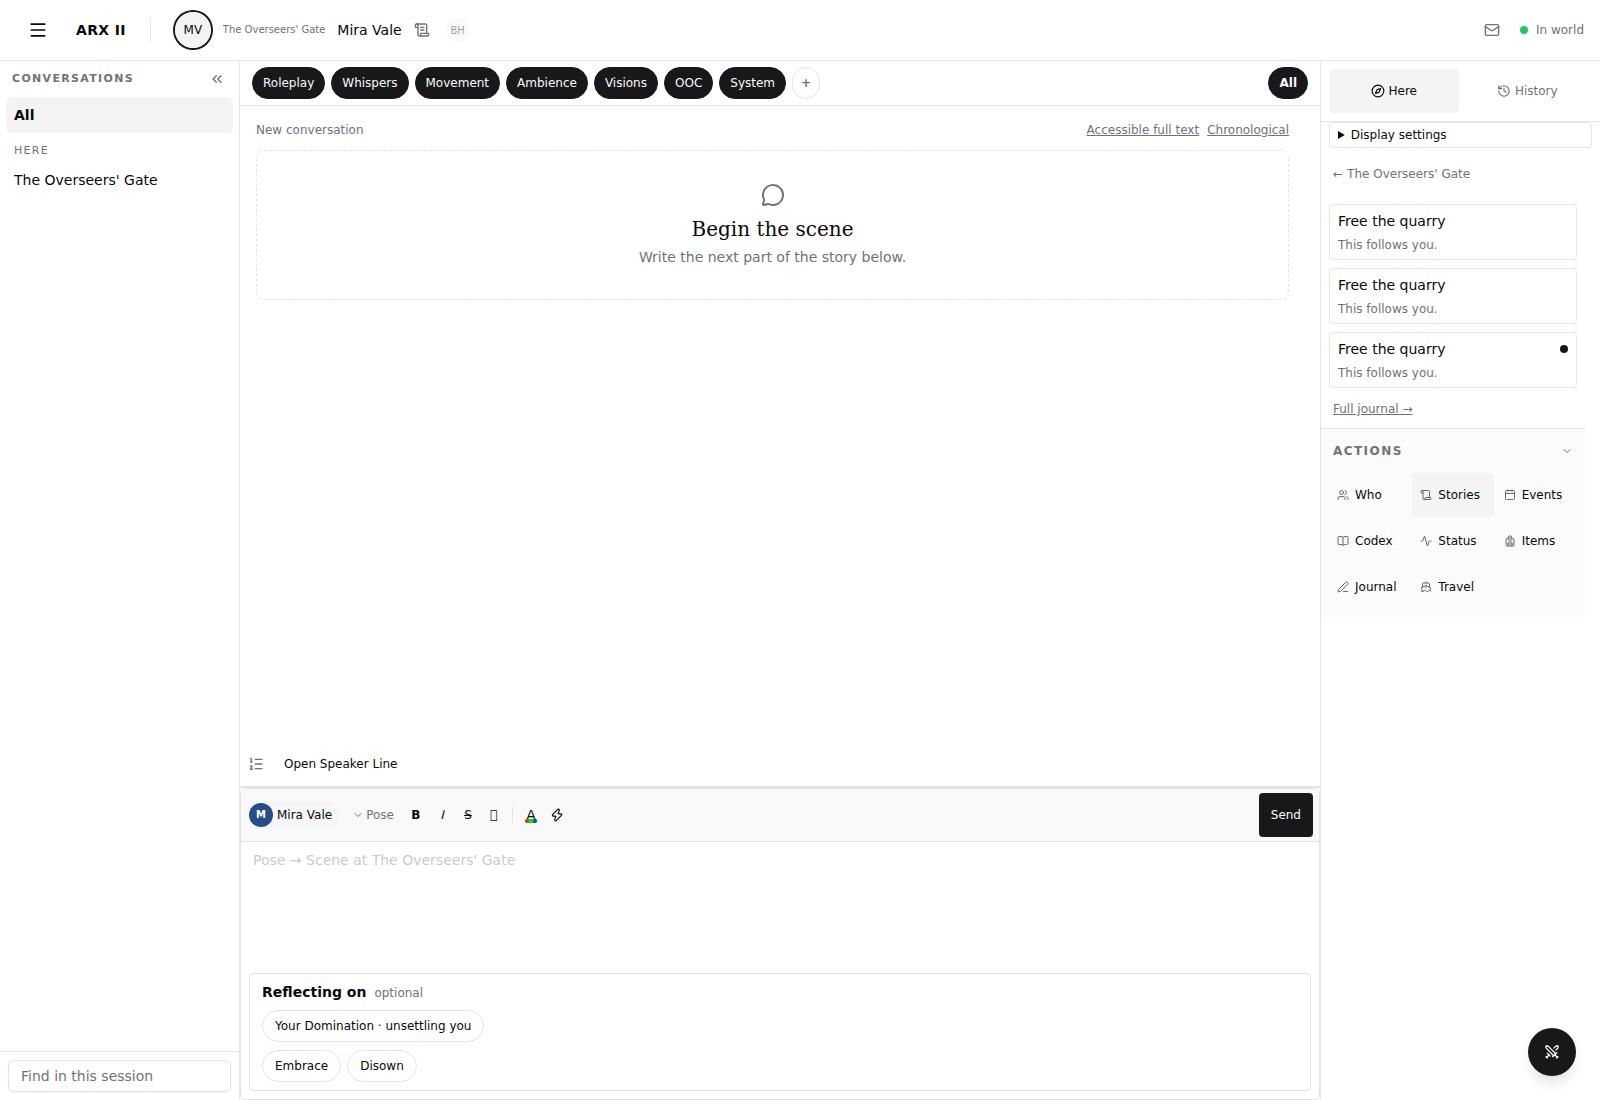 ARX II
MV
The Overseers' Gate
Mira Vale
BH
In world
CONVERSATIONS
All
HERE
The Overseers' Gate
Find in this session
Roleplay
Whispers
Movement
Ambience
Visions
OOC
System
+
All
New conversation
Accessible full text
Chronological
Begin the scene
Write the next part of the story below.
Open Speaker Line
M
Mira Vale
Pose
B
I
S
A
Send
Pose → Scene at The Overseers' Gate
Reflecting on optional
Your Domination · unsettling you
Embrace
Disown
Here
History
Display settings
← The Overseers' Gate
Free the quarry
This follows you.
Free the quarry
This follows you.
Free the quarry
This follows you.
Full journal →
ACTIONS
Who
Stories
Events
Codex
Status
Items
Journal
Travel